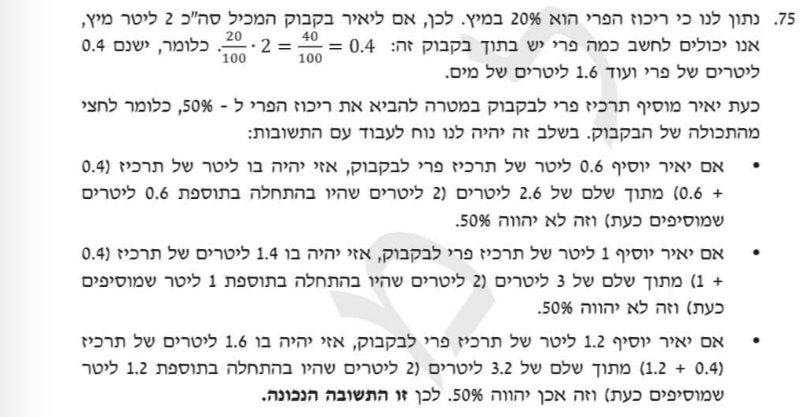 75. נתון לנו כי ריכוז הפרי הוא 20% במיץ. לכן, אם ליאיר בקבוק המכיל סה"כ 2 ליטר מיץ,
אנו יכולים לחשב כמה פרי יש בתוך בקבוק זה: 20/100 · 2 = 40/100 = 0.4. כלומר, ישנם 0.4
ליטרים של פרי ועוד 1.6 ליטרים של מים.
כעת יאיר מוסיף תרכיז פרי לבקבוק במטרה להביא את ריכוז הפרי ל - 50%, כלומר לחצי
מהתכולה של הבקבוק. בשלב זה יהיה לנו נוח לעבוד עם התשובות:
• אם יאיר יוסיף 0.6 ליטר של תרכיז פרי לבקבוק, אזי יהיה בו ליטר של תרכיז (0.4
+ 0.6) מתוך שלם של 2.6 ליטרים (2 ליטרים שהיו בהתחלה בתוספת 0.6 ליטרים
שמוסיפים כעת) וזה לא יהווה 50%.
• אם יאיר יוסיף 1 ליטר של תרכיז פרי לבקבוק, אזי יהיה בו 1.4 ליטרים של תרכיז (0.4
+ 1) מתוך שלם של 3 ליטרים (2 ליטרים שהיו בהתחלה בתוספת 1 ליטר שמוסיפים
כעת) וזה לא יהווה 50%.
• אם יאיר יוסיף 1.2 ליטר של תרכיז פרי לבקבוק, אזי יהיה בו 1.6 ליטרים של תרכיז
(0.4 + 1.2) מתוך שלם של 3.2 ליטרים (2 ליטרים שהיו בהתחלה בתוספת 1.2 ליטר
שמוסיפים כעת) וזה אכן יהווה 50%. לכן זו התשובה הנכונה.